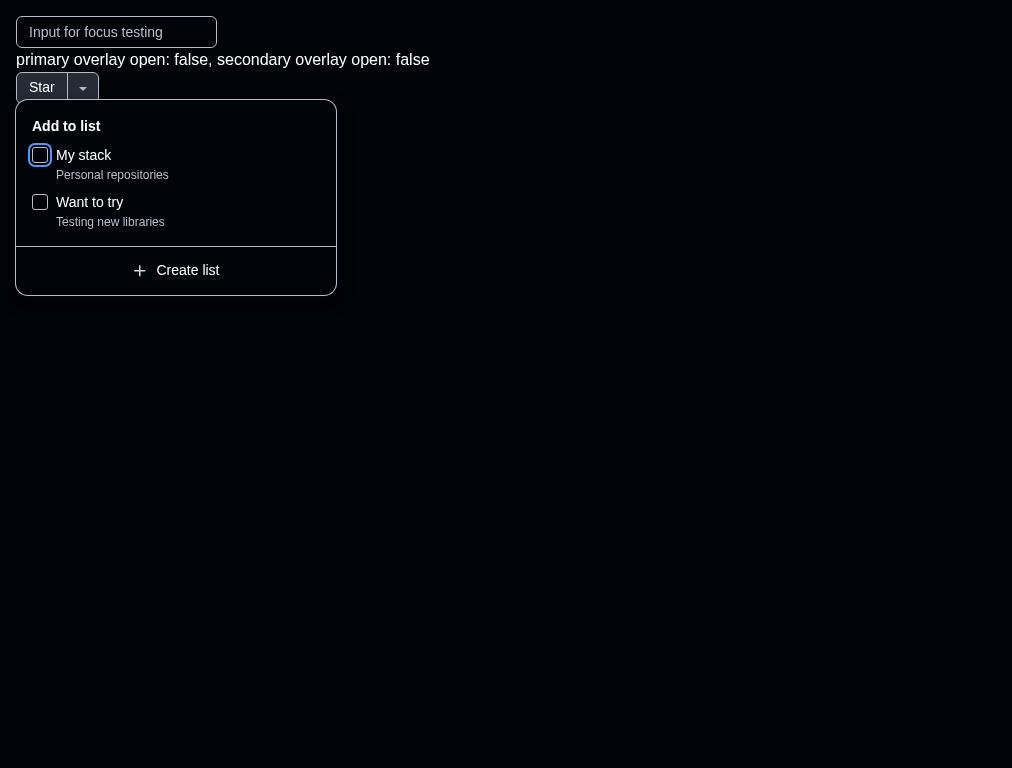 Input for focus testing
primary overlay open: false, secondary overlay open: false
Star
Add to list
My stack
Personal repositories
Want to try
Testing new libraries
Create list